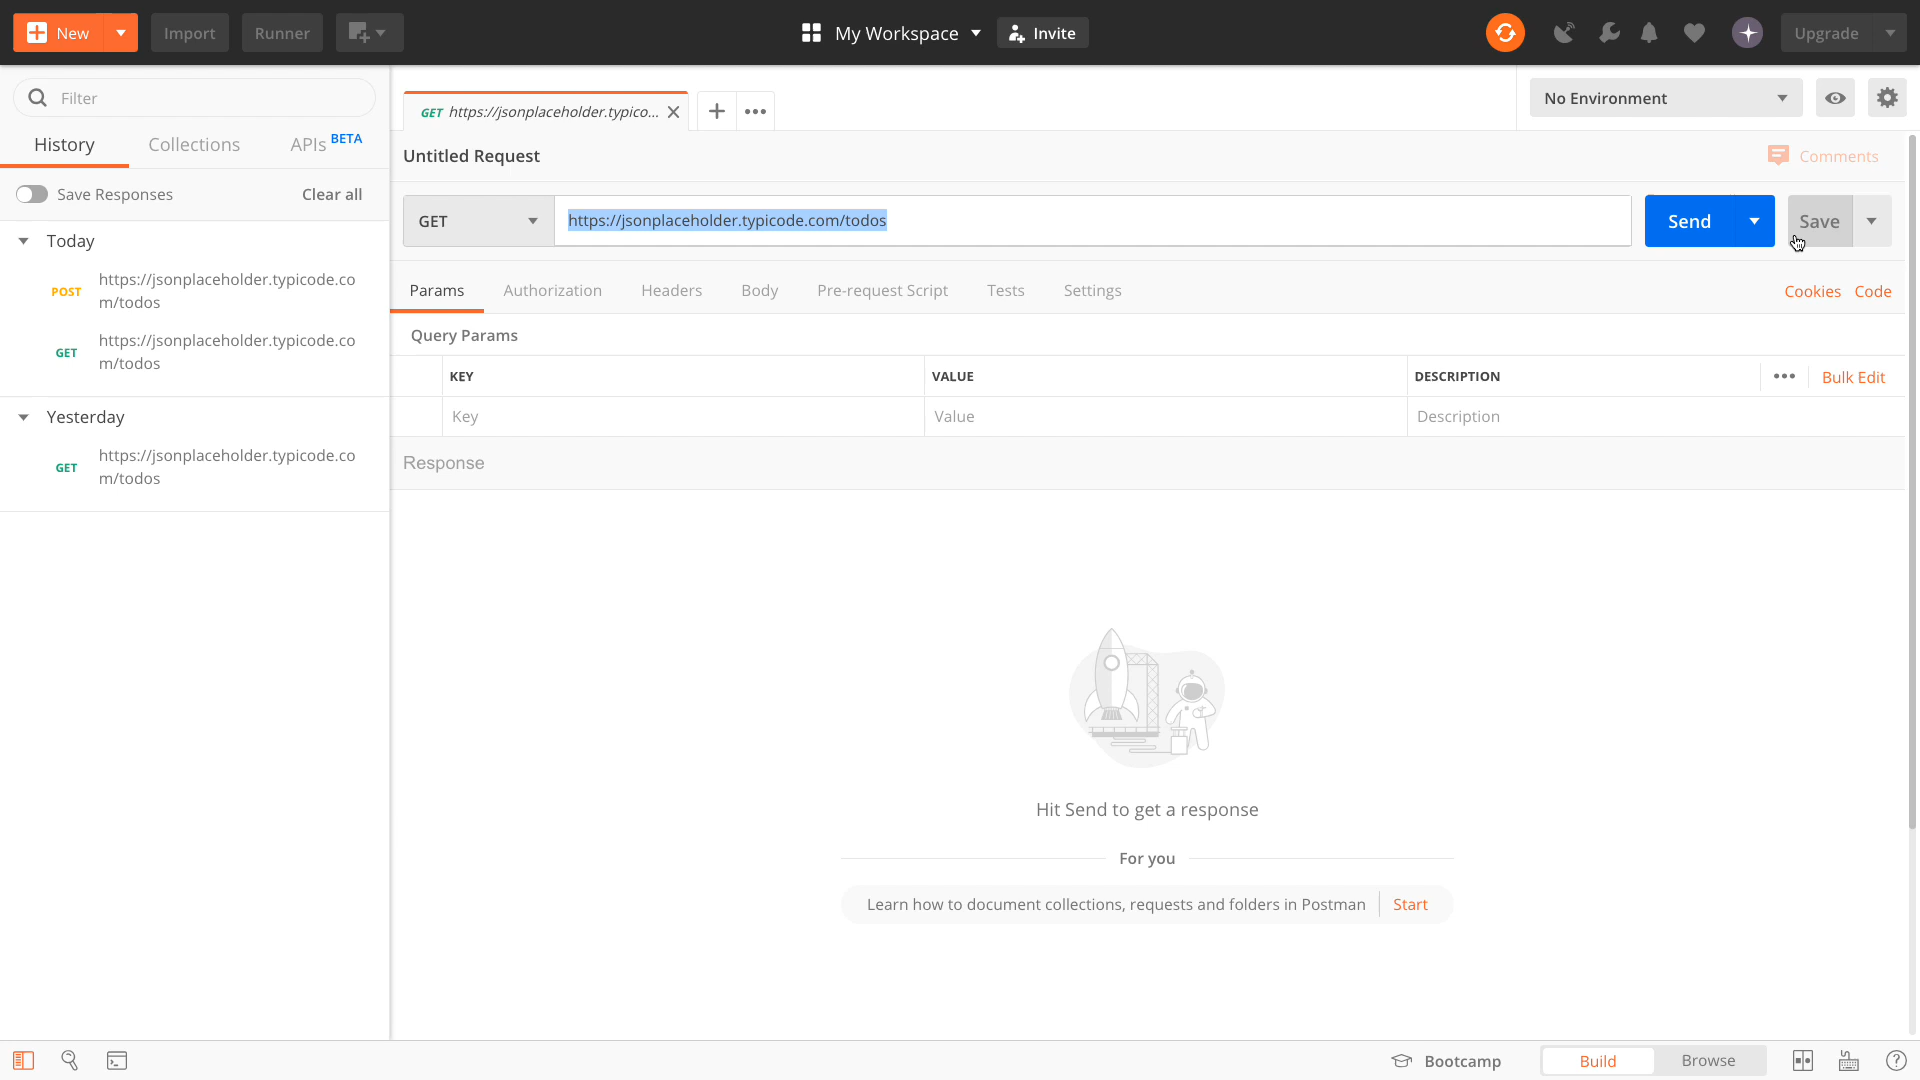 New
Import
Runner
My Workspace
Invite
Upgrade
Filter
History
Collections
APIs BETA
Save Responses
Clear all
Today
POST
https://jsonplaceholder.typicode.co
m/todos
GET
https://jsonplaceholder.typicode.co
m/todos
Yesterday
GET
https://jsonplaceholder.typicode.co
m/todos
GET https://jsonplaceholder.typico...
No Environment
Untitled Request
Comments
GET
https://jsonplaceholder.typicode.com/todos
Send
Save
Params
Authorization
Headers
Body
Pre-request Script
Tests
Settings
Cookies
Code
Query Params
KEY
VALUE
DESCRIPTION
Bulk Edit
Key
Value
Description
Response
Hit Send to get a response
For you
Learn how to document collections, requests and folders in Postman
Start
Bootcamp
Build
Browse